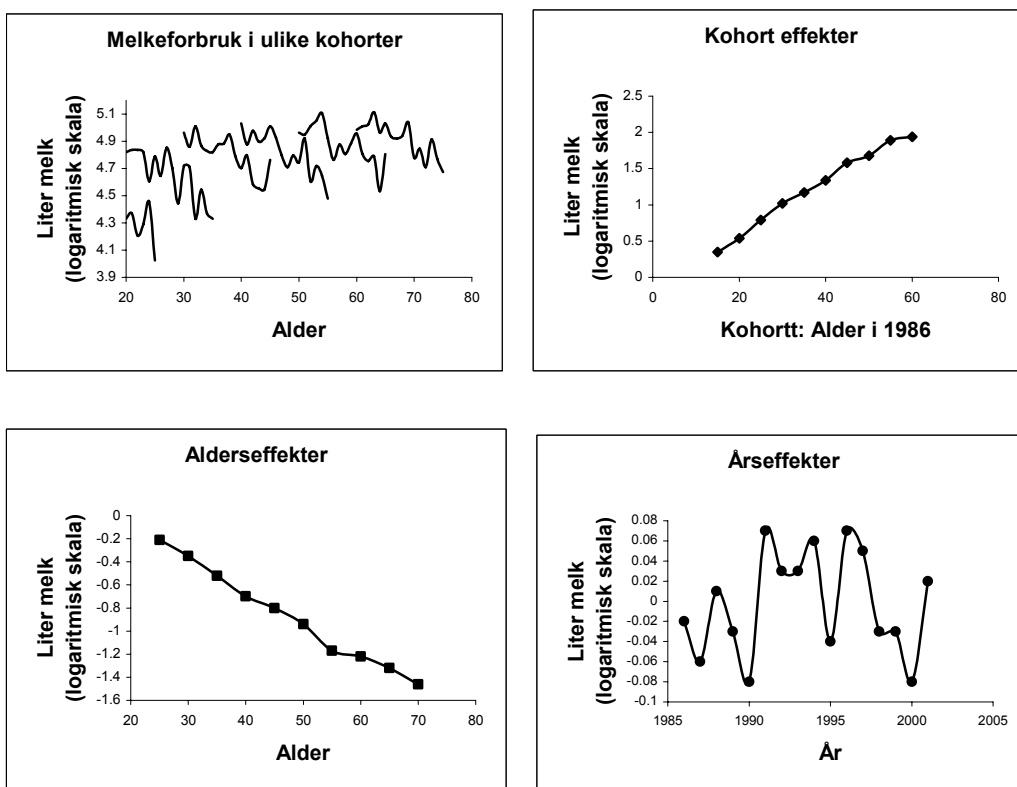 Melkeforbruk i ulike kohorter
Liter melk
(logaritmisk skala)
5.1
4.9
4.7
4.5
4.3
4.1
3.9
20 30 40 50 60 70 80
Alder
Kohort effekter
Liter melk
(logaritmisk skala)
2.5
2
1.5
1
0.5
0
0 20 40 60 80
Kohortt: Alder i 1986
Alderseffekter
Liter melk
(logaritmisk skala)
0
-0.2
-0.4
-0.6
-0.8
-1
-1.2
-1.4
-1.6
20 30 40 50 60 70 80
Alder
Årseffekter
Liter melk
(logaritmisk skala)
0.08
0.06
0.04
0.02
0
-0.02
-0.04
-0.06
-0.08
-0.1
1985 1990 1995 2000 2005
År